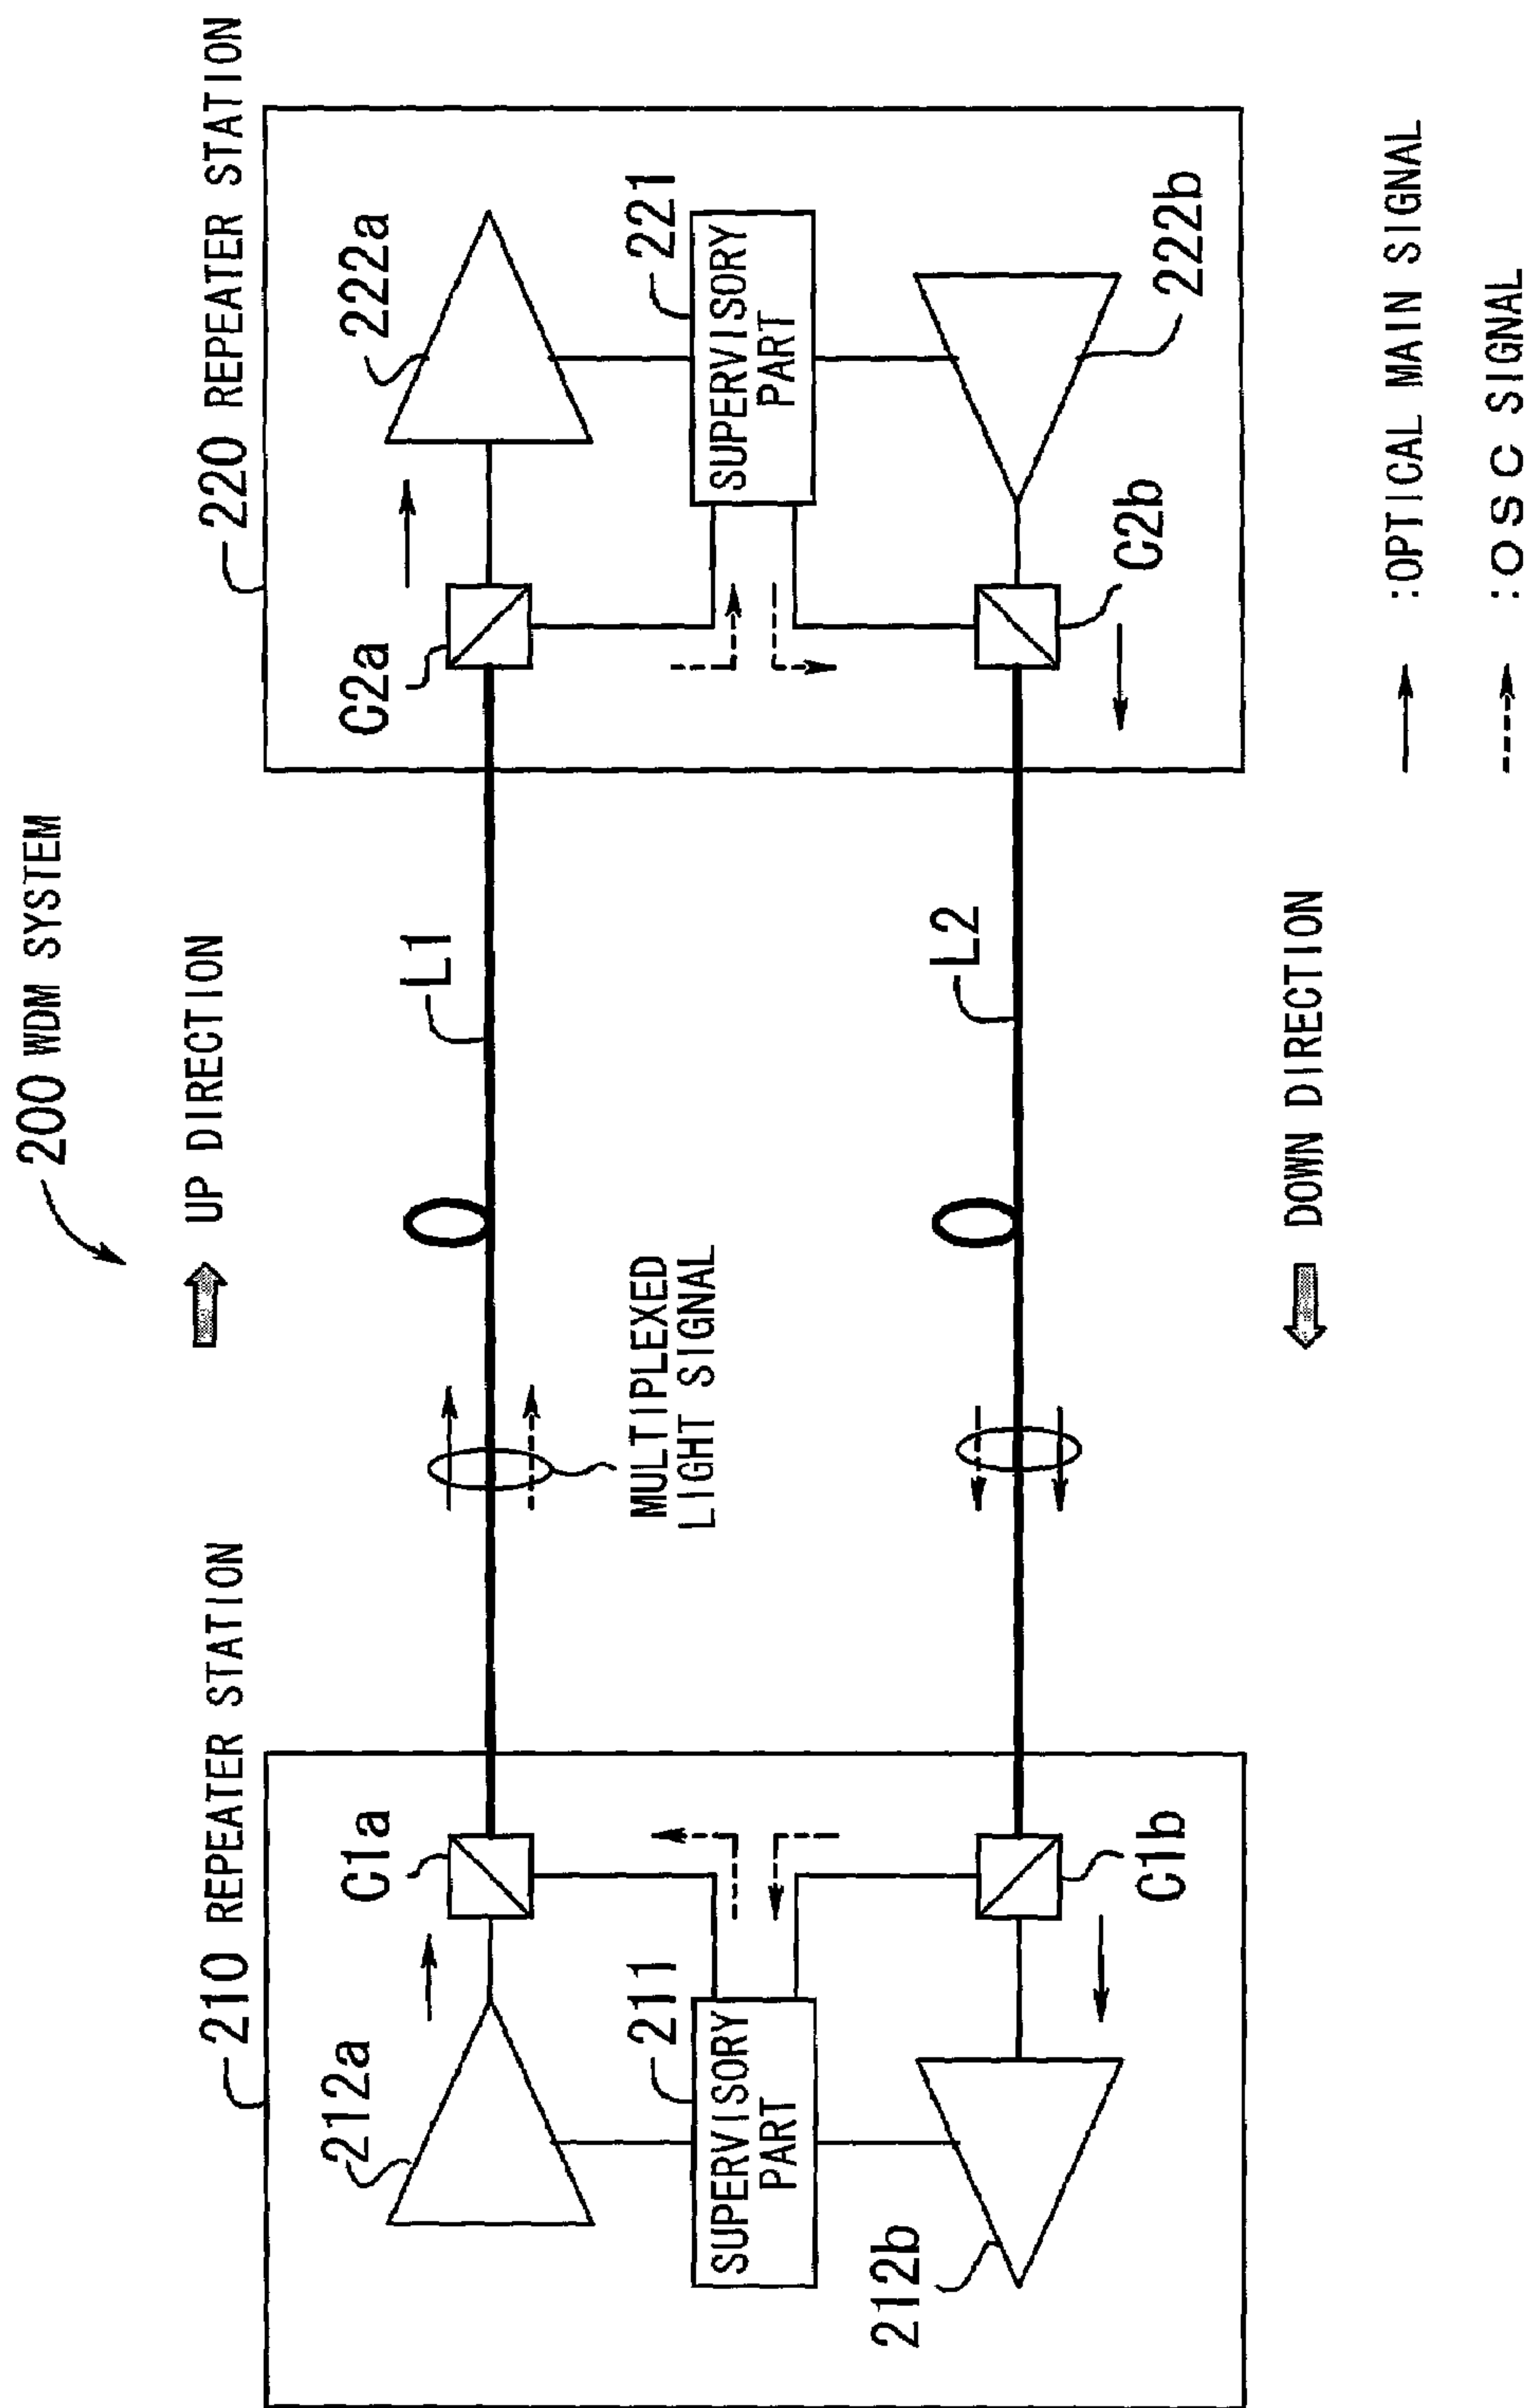 200 WDM SYSTEM
UP DIRECTION
210 REPEATER STATION
220 REPEATER STATION
212a
C1a
L1
C2a
222a
MULTIPLEXED
LIGHT SIGNAL
211
SUPERVISORY
PART
221
SUPERVISORY
PART
212b
C1b
L2
C2b
222b
DOWN DIRECTION
:OPTICAL MAIN SIGNAL
:OSC SIGNAL